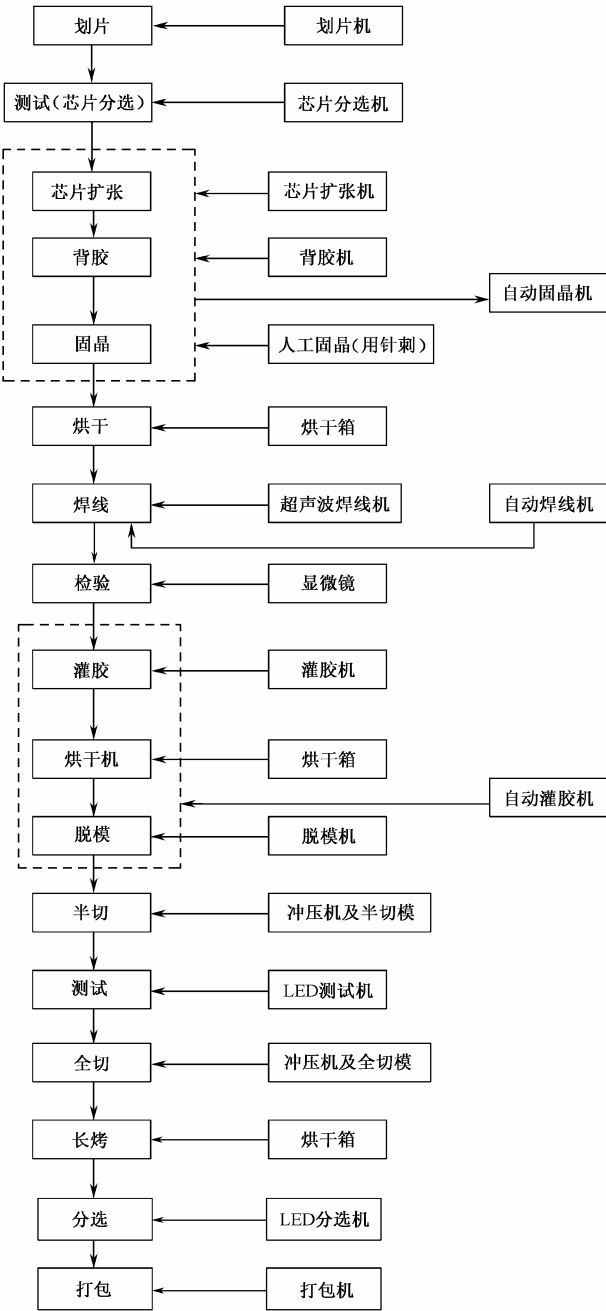 划片
划片机
测试(芯片分选)
芯片分选机
芯片扩张
芯片扩张机
背胶
背胶机
自动固晶机
固晶
人工固晶(用针刺)
烘干
烘干箱
焊线
超声波焊线机
自动焊线机
检验
显微镜
灌胶
灌胶机
烘干机
烘干箱
自动灌胶机
脱模
脱模机
半切
冲压机及半切模
测试
LED测试机
全切
冲压机及全切模
长烤
烘干箱
分选
LED分选机
打包
打包机